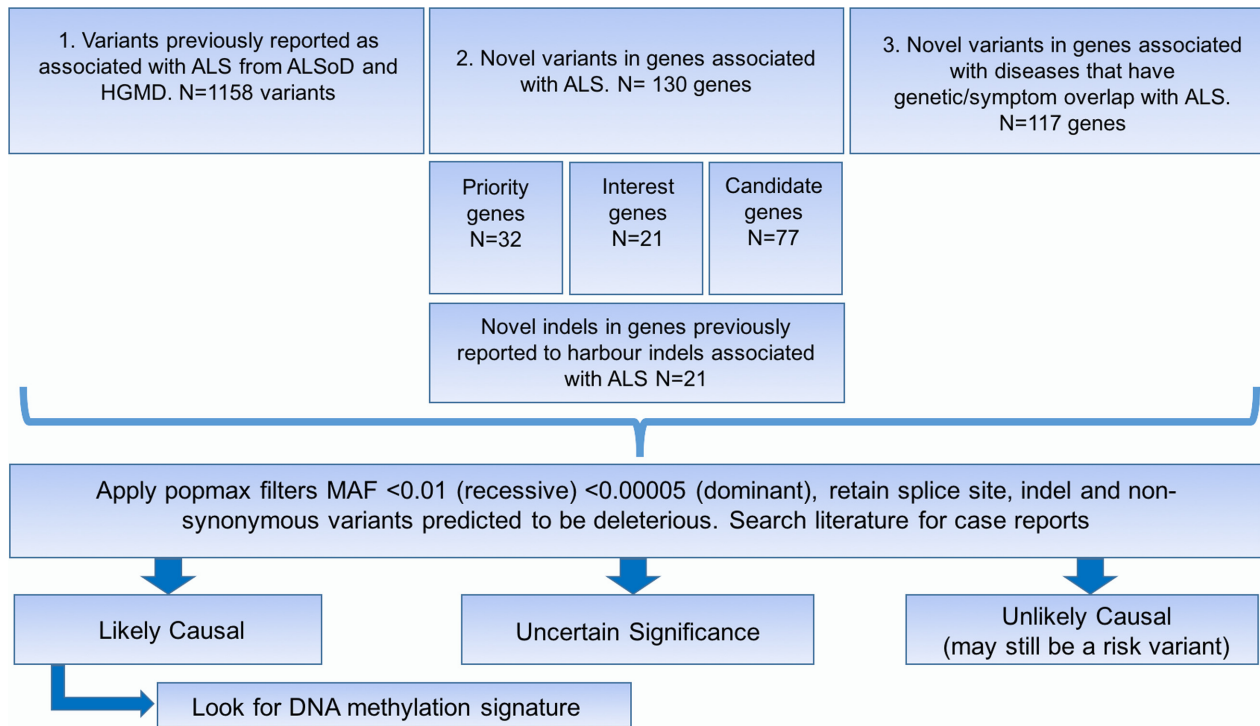 1. Variants previously reported as
associated with ALS from ALSoD and
HGMD. N=1158 variants
2. Novel variants in genes associated
with ALS. N= 130 genes
3. Novel variants in genes associated
with diseases that have
genetic/symptom overlap with ALS.
N=117 genes
Priority
genes
N=32
Interest
genes
N=21
Candidate
genes
N=77
Novel indels in genes previously
reported to harbour indels associated
with ALS N=21
Apply popmax filters MAF <0.01 (recessive) <0.00005 (dominant), retain splice site, indel and non-
synonymous variants predicted to be deleterious. Search literature for case reports
Likely Causal
Uncertain Significance
Unlikely Causal
(may still be a risk variant)
Look for DNA methylation signature